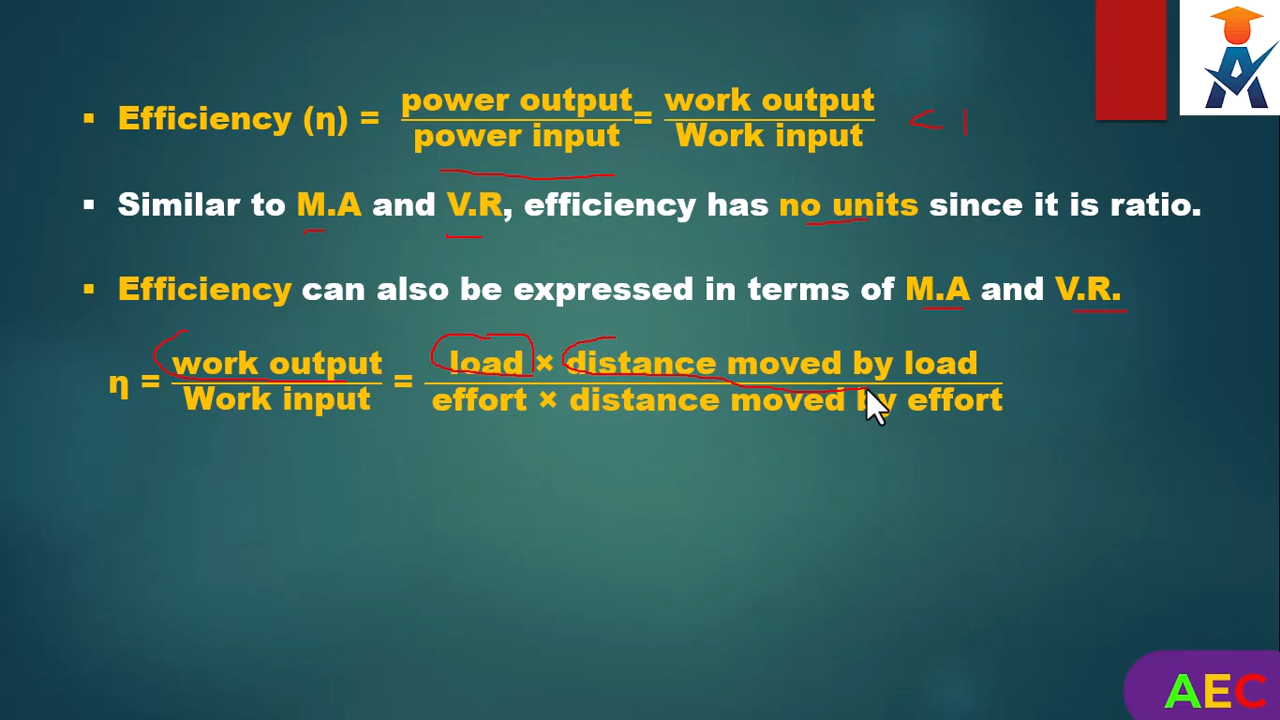 ▪ Efficiency (η) = power output / power input = work output / Work input < 1
▪ Similar to M.A and V.R, efficiency has no units since it is ratio.
▪ Efficiency can also be expressed in terms of M.A and V.R.
η = work output / Work input = load × distance moved by load / effort × distance moved by effort
AEC